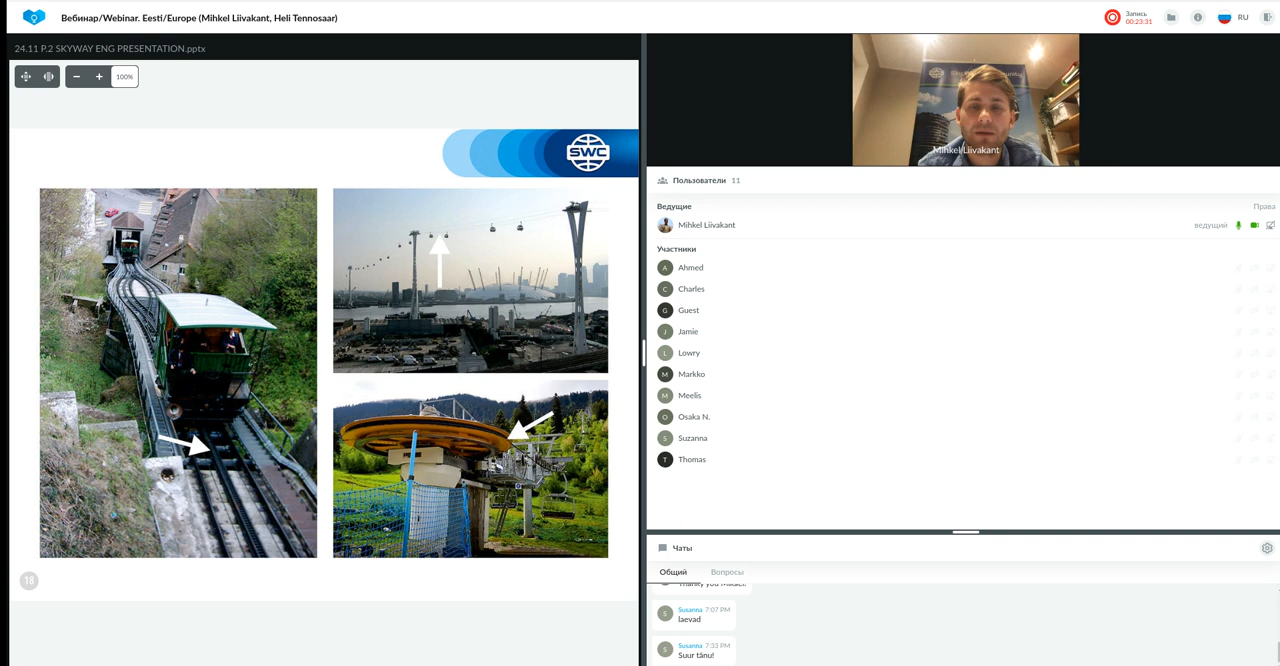 Вебинар/Webinar. Eesti/Europe (Mihkel Liivakant, Heli Tennosaar)
Запись
00:23:31
RU
24.11 P.2 SKYWAY ENG PRESENTATION.pptx
100%
SWC
18
Mihkel Liivakant
Пользователи 11
Ведущие
Права
Mihkel Liivakant
ведущий
Участники
A Ahmed
C Charles
G Guest
J Jamie
L Lowry
M Markko
M Meelis
O Osaka N.
S Suzanna
T Thomas
Чаты
Общий
Вопросы
S Susanna 7:07 PM
laevad
S Susanna 7:33 PM
Suur tänu!